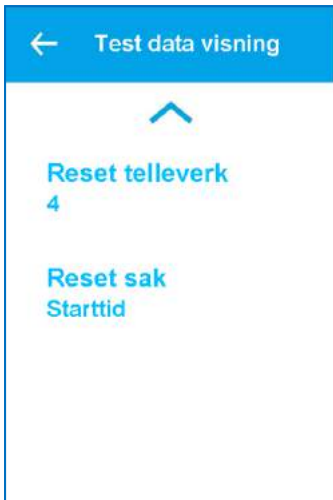 Test data visning
Reset telleverk
4
Reset sak
Starttid